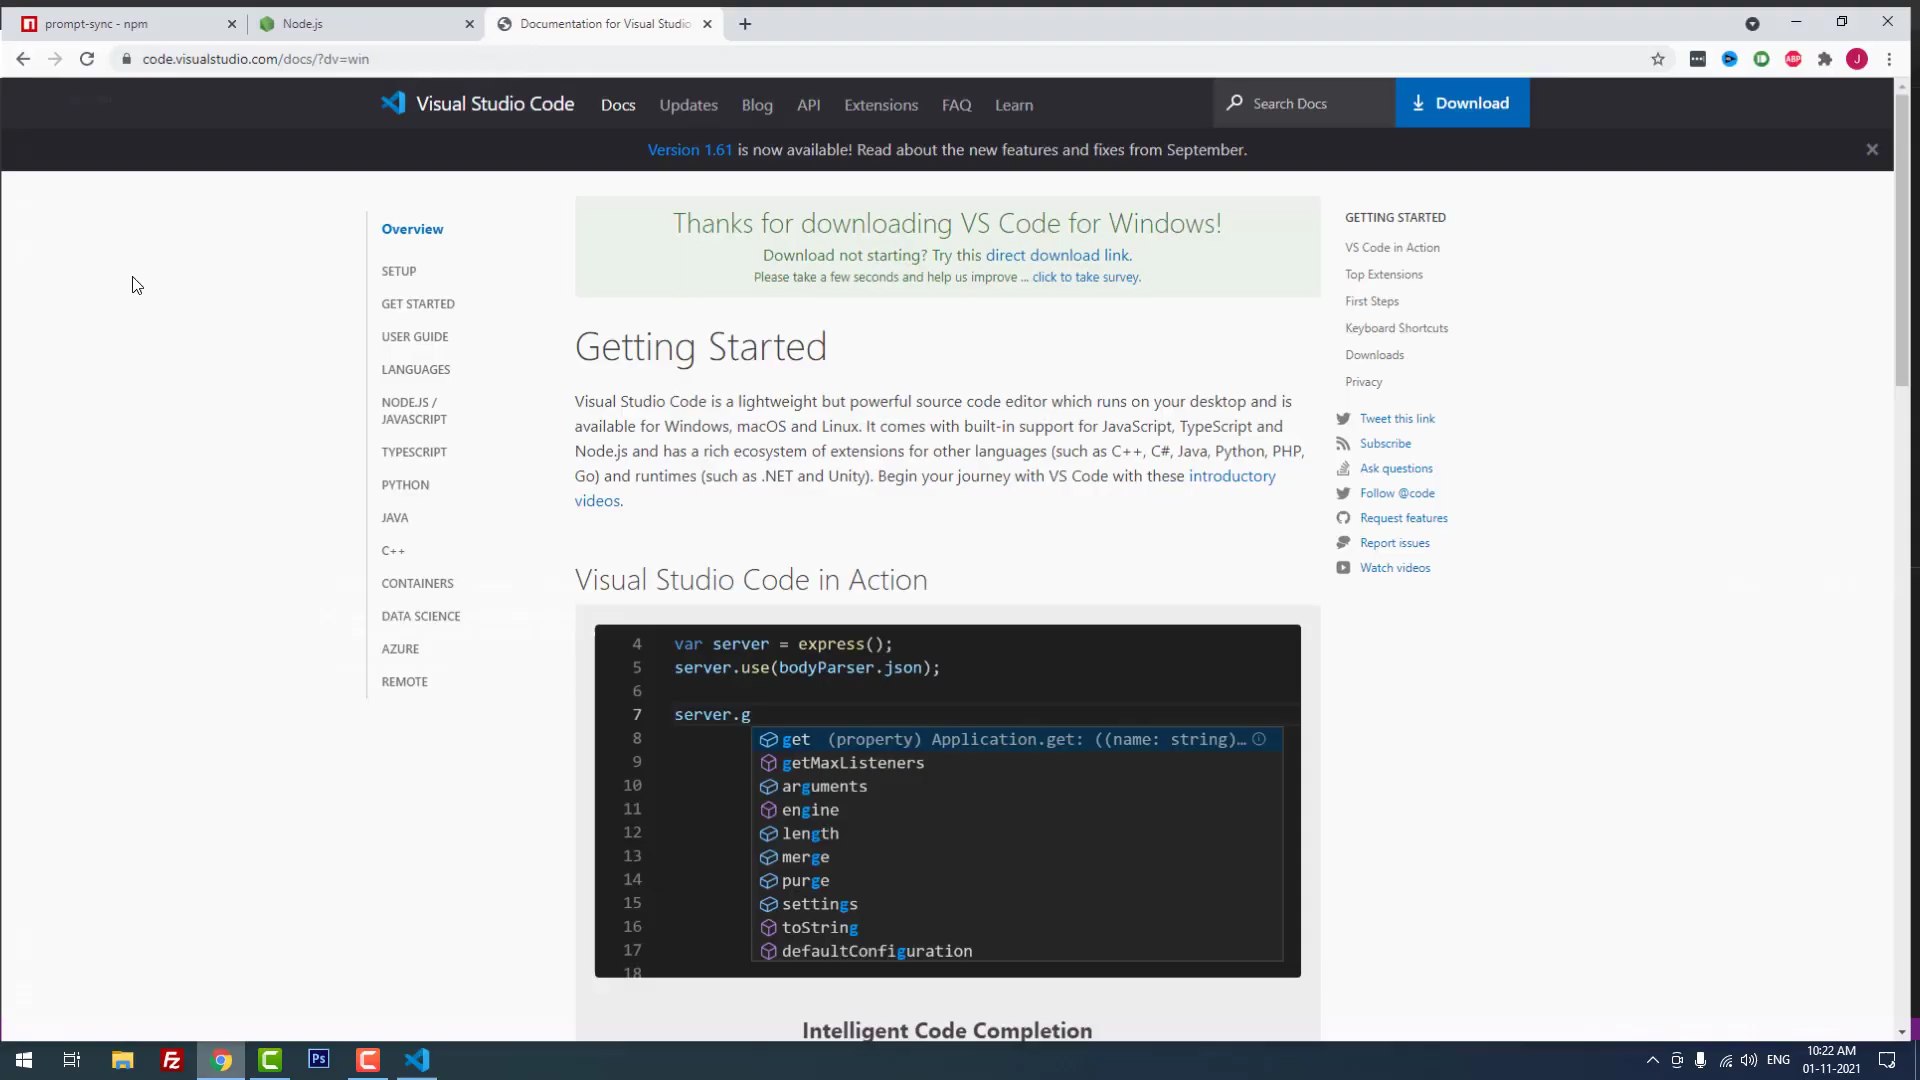 prompt-sync - npm
Node.js
Documentation for Visual Studio
code.visualstudio.com/docs/?dv=win
ABP
J
Visual Studio Code
Docs
Updates
Blog
API
Extensions
FAQ
Learn
Search Docs
Download
Version 1.61 is now available! Read about the new features and fixes from September.
Overview
SETUP
GET STARTED
USER GUIDE
LANGUAGES
NODE.JS /
JAVASCRIPT
TYPESCRIPT
PYTHON
JAVA
C++
CONTAINERS
DATA SCIENCE
AZURE
REMOTE
Thanks for downloading VS Code for Windows!
Download not starting? Try this direct download link.
Please take a few seconds and help us improve ... click to take survey.
Getting Started
Visual Studio Code is a lightweight but powerful source code editor which runs on your desktop and is
available for Windows, macOS and Linux. It comes with built-in support for JavaScript, TypeScript and
Node.js and has a rich ecosystem of extensions for other languages (such as C++, C#, Java, Python, PHP,
Go) and runtimes (such as .NET and Unity). Begin your journey with VS Code with these introductory
videos.
Visual Studio Code in Action
4 var server = express();
5 server.use(bodyParser.json);
6
7 server.g
8 get (property) Application.get: ((name: string)…
9 getMaxListeners
10 arguments
11 engine
12 length
13 merge
14 purge
15 settings
16 toString
17 defaultConfiguration
18
Intelligent Code Completion
GETTING STARTED
VS Code in Action
Top Extensions
First Steps
Keyboard Shortcuts
Downloads
Privacy
Tweet this link
Subscribe
Ask questions
Follow @code
Request features
Report issues
Watch videos
Fz
C
Ps
C
ENG
10:22 AM
01-11-2021